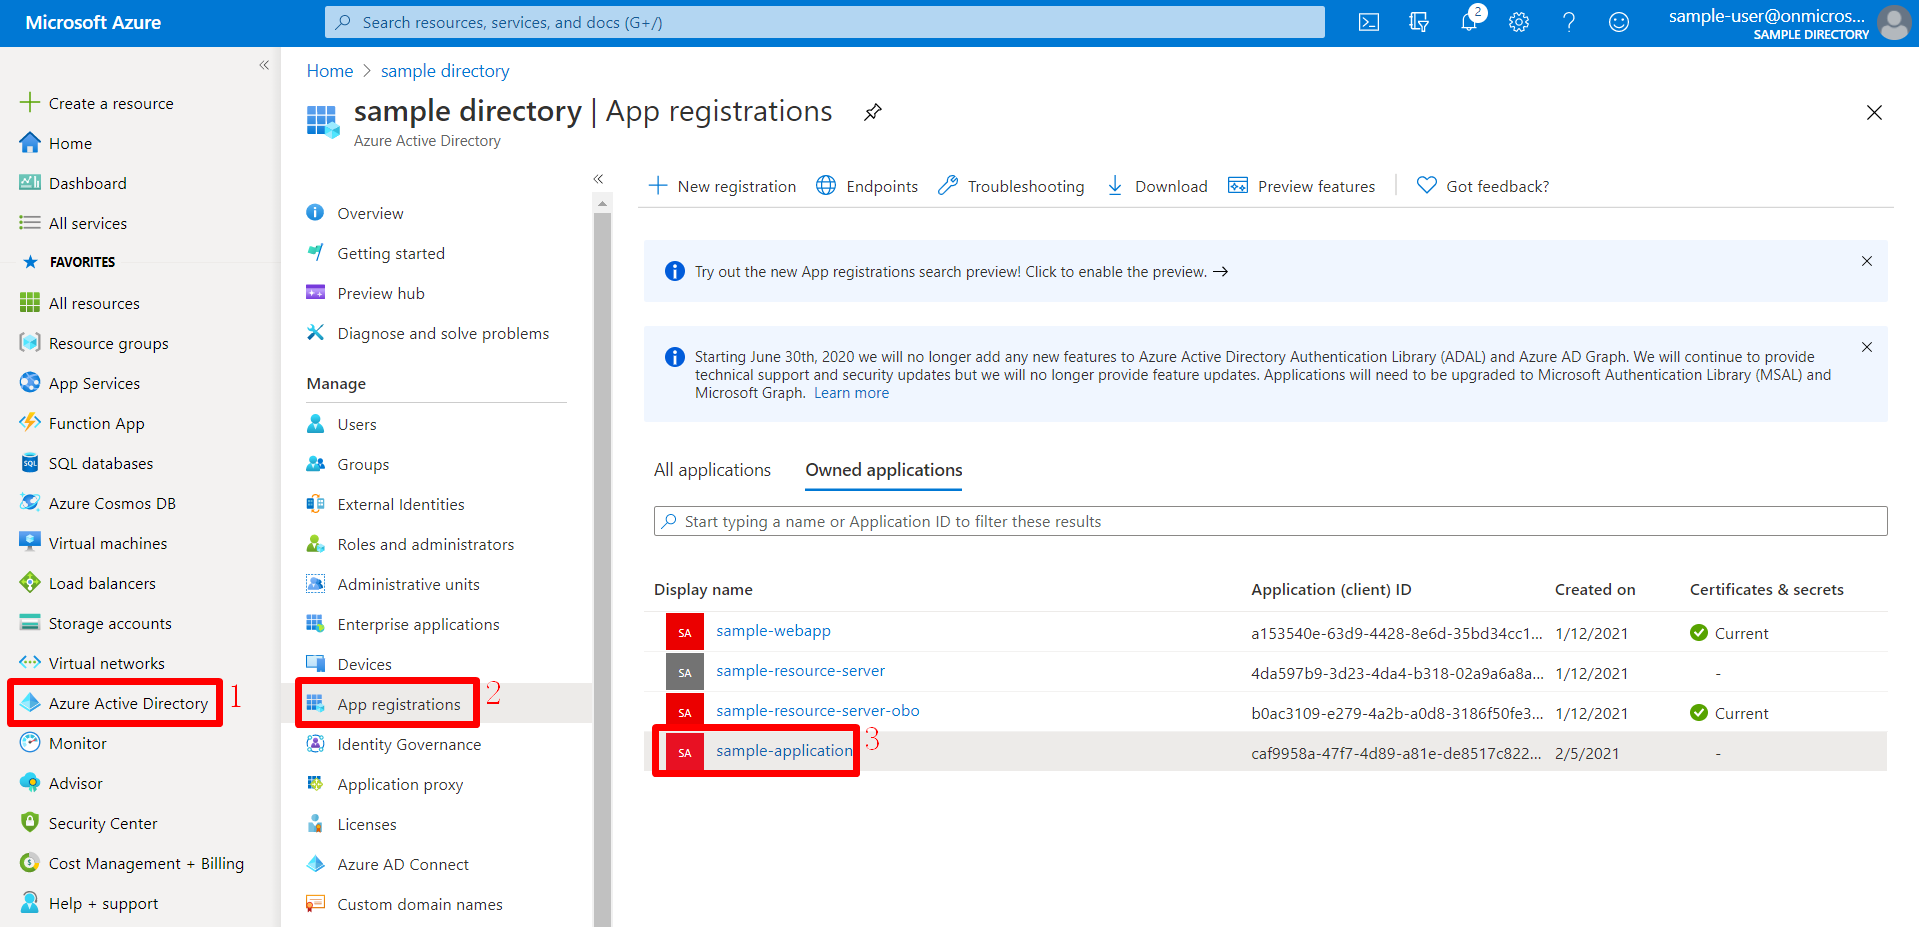 Microsoft Azure
Search resources, services, and docs (G+/)
2
sample-user@onmicros...
SAMPLE DIRECTORY
«
Create a resource
Home
Dashboard
All services
FAVORITES
All resources
Resource groups
App Services
Function App
SQL databases
Azure Cosmos DB
Virtual machines
Load balancers
Storage accounts
Virtual networks
Azure Active Directory 1
Monitor
Advisor
Security Center
Cost Management + Billing
Help + support
Home > sample directory
sample directory | App registrations
Azure Active Directory
«
Overview
Getting started
Preview hub
Diagnose and solve problems
Manage
Users
Groups
External Identities
Roles and administrators
Administrative units
Enterprise applications
Devices
App registrations 2
Identity Governance
Application proxy
Licenses
Azure AD Connect
Custom domain names
New registration Endpoints Troubleshooting Download Preview features Got feedback?
Try out the new App registrations search preview! Click to enable the preview. →
Starting June 30th, 2020 we will no longer add any new features to Azure Active Directory Authentication Library (ADAL) and Azure AD Graph. We will continue to provide
technical support and security updates but we will no longer provide feature updates. Applications will need to be upgraded to Microsoft Authentication Library (MSAL) and
Microsoft Graph. Learn more
All applications Owned applications
Start typing a name or Application ID to filter these results
Display name Application (client) ID Created on Certificates & secrets
SA sample-webapp a153540e-63d9-4428-8e6d-35bd34cc1... 1/12/2021 Current
SA sample-resource-server 4da597b9-3d23-4da4-b318-02a9a6a8a... 1/12/2021 -
SA sample-resource-server-obo b0ac3109-e279-4a2b-a0d8-3186f50fe3... 1/12/2021 Current
SA sample-application 3 caf9958a-47f7-4d89-a81e-de8517c822... 2/5/2021 -